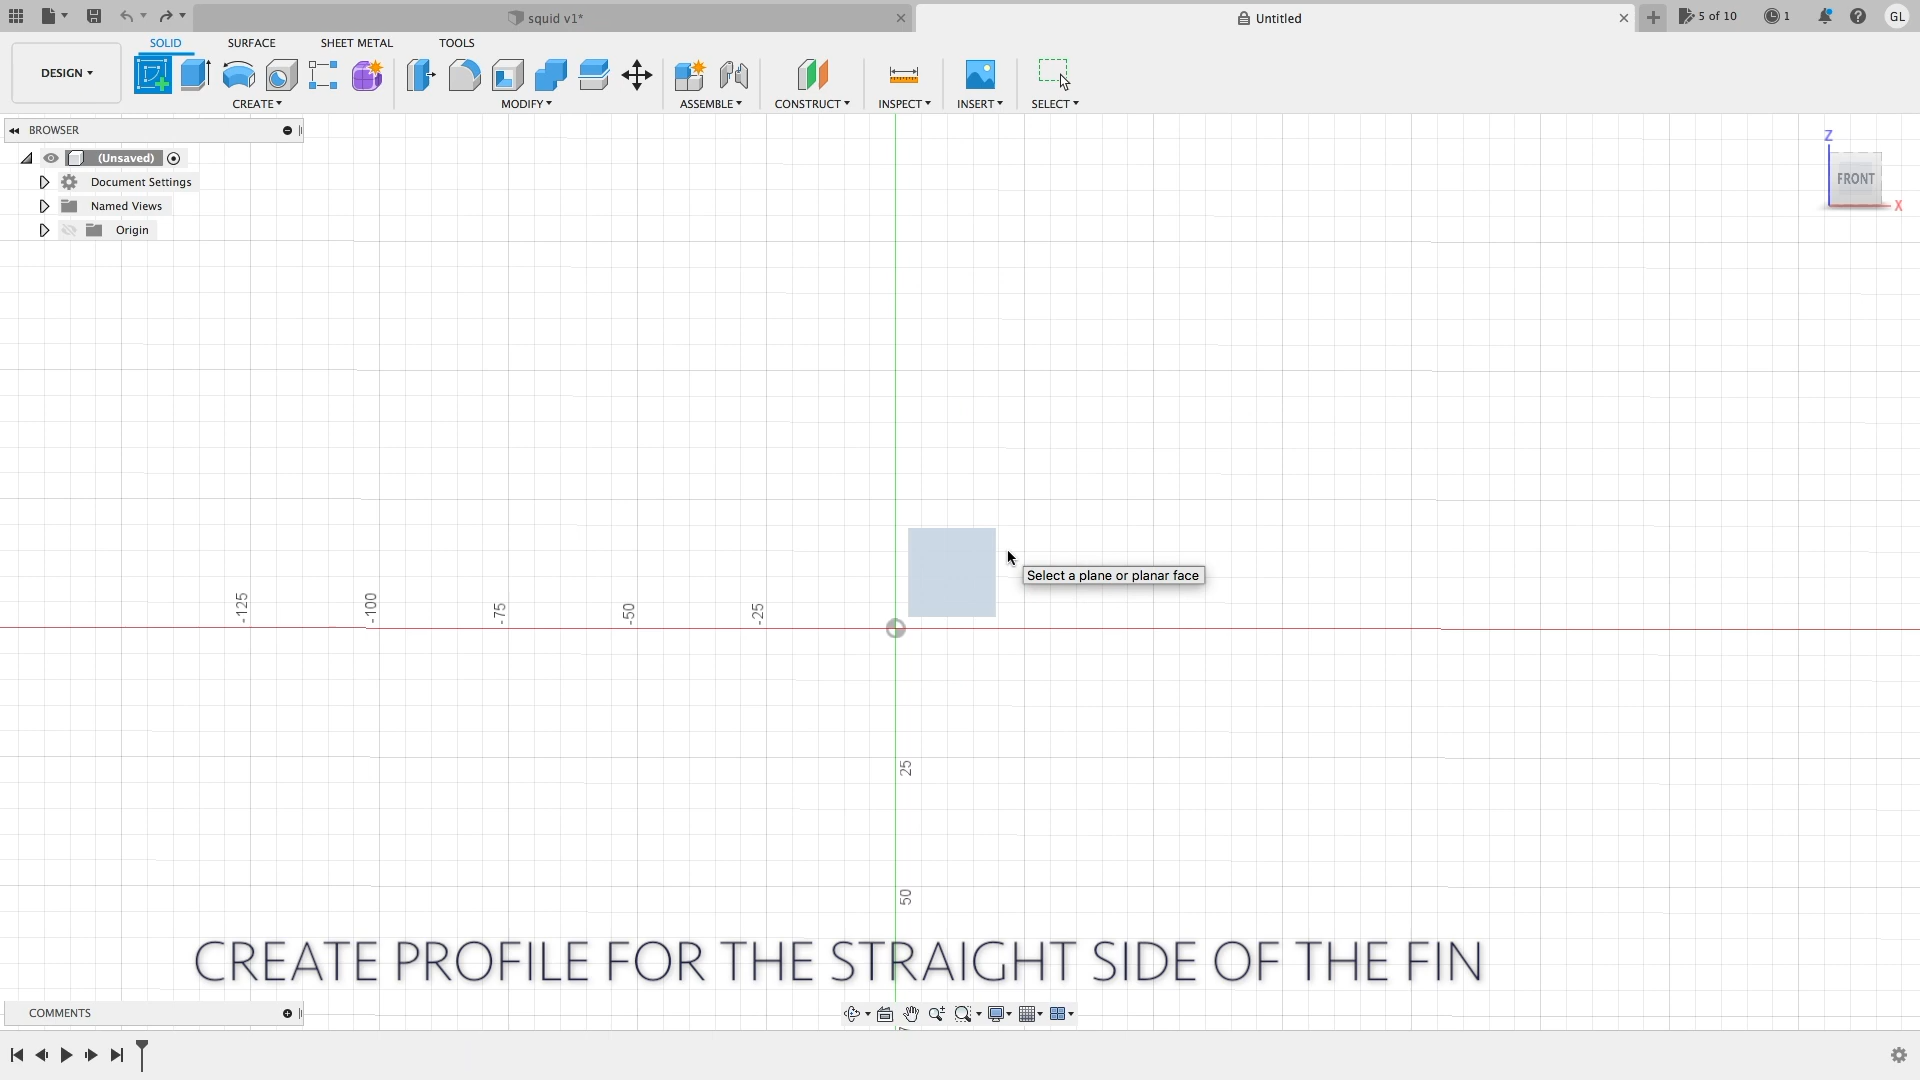 squid v1*
Untitled
5 of 10
1
GL
DESIGN
SOLID
SURFACE
SHEET METAL
TOOLS
CREATE
MODIFY
ASSEMBLE
CONSTRUCT
INSPECT
INSERT
SELECT
BROWSER
(Unsaved)
Document Settings
Named Views
Origin
Z
FRONT
X
Select a plane or planar face
-125
-100
-75
-50
-25
25
50
CREATE PROFILE FOR THE STRAIGHT SIDE OF THE FIN
COMMENTS